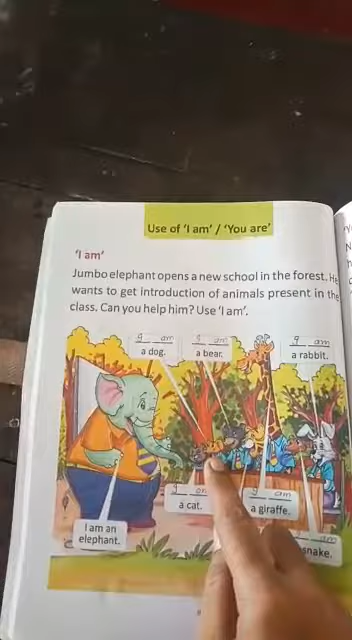 Use of 'I am' / 'You are'
'I am'
Jumbo elephant opens a new school in the forest. He
wants to get introduction of animals present in the
class. Can you help him? Use 'I am'.
I am
a dog.
I am
a bear.
I am
a rabbit.
a cat.
I am
a giraffe.
I am an
elephant.
am
snake.